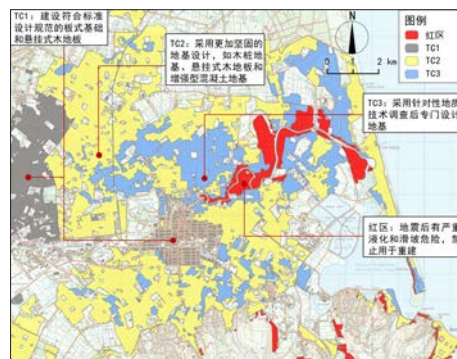 TC1：建设符合标准
设计规范的板式基础
和悬挂式木地板
TC2：采用更加坚固的
地基设计，如木桩地
基、悬挂式木地板和
增强型混凝土地基
N
0 1 2 km
图例
红区
TC1
TC2
TC3
TC3：采用针对性地质
技术调查后专门设计
地基
红区：地震后有严重
液化和滑坡危险，禁
止用于重建